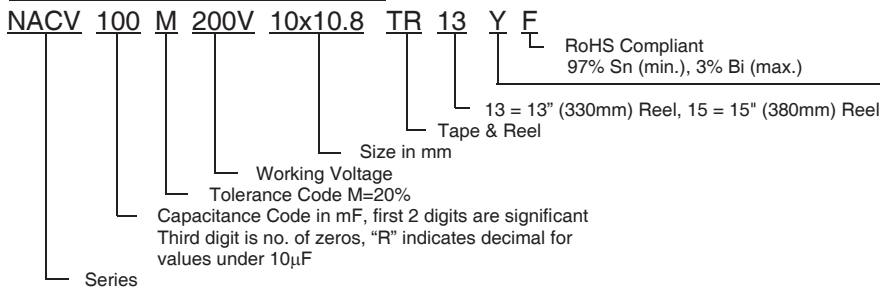 NACV 100 M 200V 10x10.8 TR 13 Y F
RoHS Compliant
97% Sn (min.), 3% Bi (max.)
13 = 13” (330mm) Reel, 15 = 15" (380mm) Reel
Tape & Reel
Size in mm
Working Voltage
Tolerance Code M=20%
Capacitance Code in mF, first 2 digits are significant
Third digit is no. of zeros, “R” indicates decimal for
values under 10μF
Series